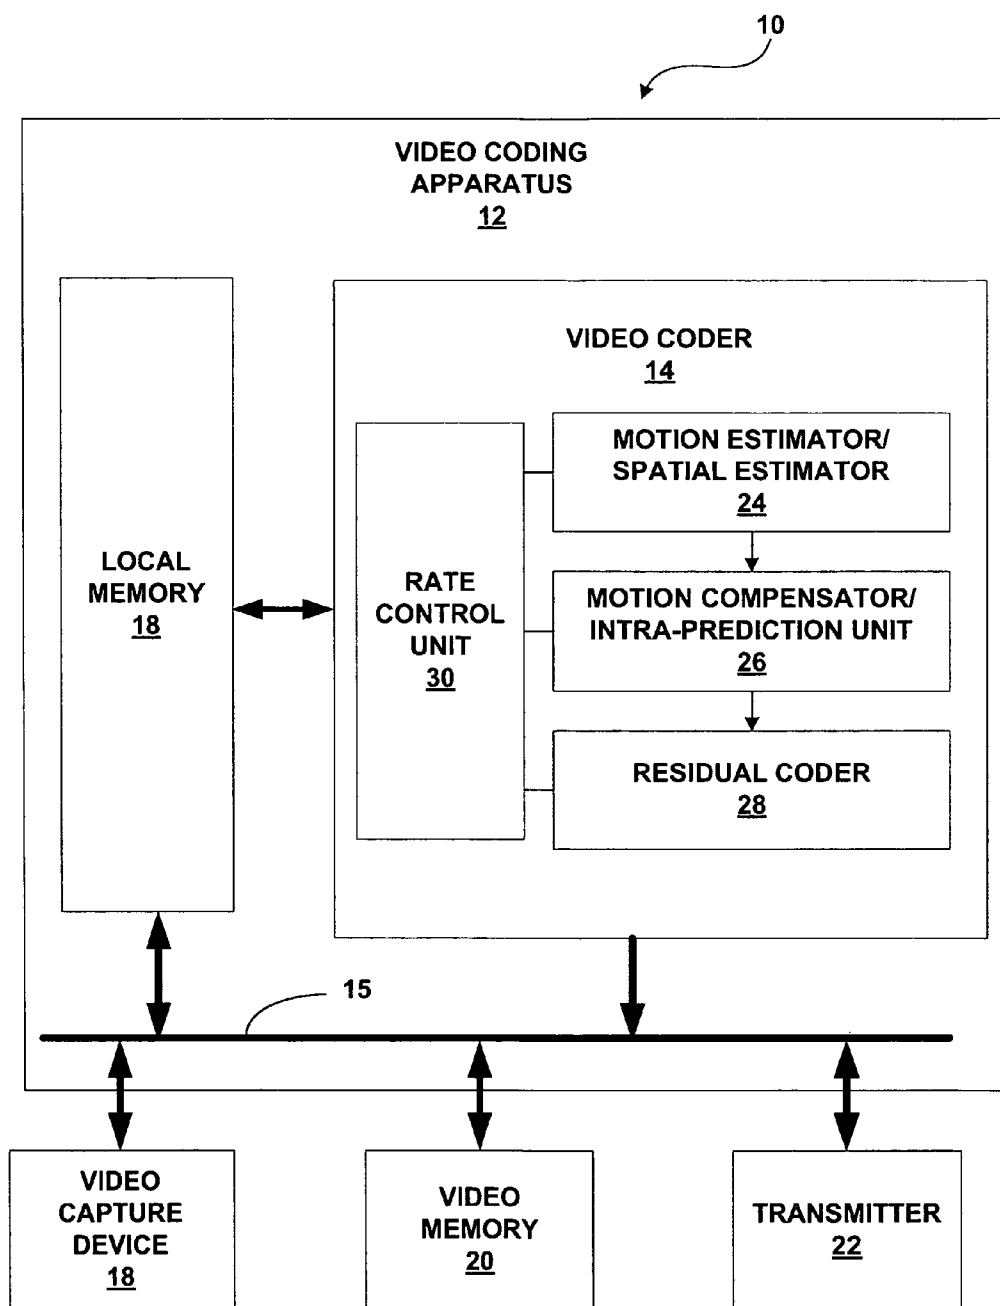 10
VIDEO CODING
APPARATUS
12
VIDEO CODER
14
MOTION ESTIMATOR/
SPATIAL ESTIMATOR
24
LOCAL
MEMORY
18
RATE
CONTROL
UNIT
30
MOTION COMPENSATOR/
INTRA-PREDICTION UNIT
26
RESIDUAL CODER
28
15
VIDEO
CAPTURE
DEVICE
18
VIDEO
MEMORY
20
TRANSMITTER
22